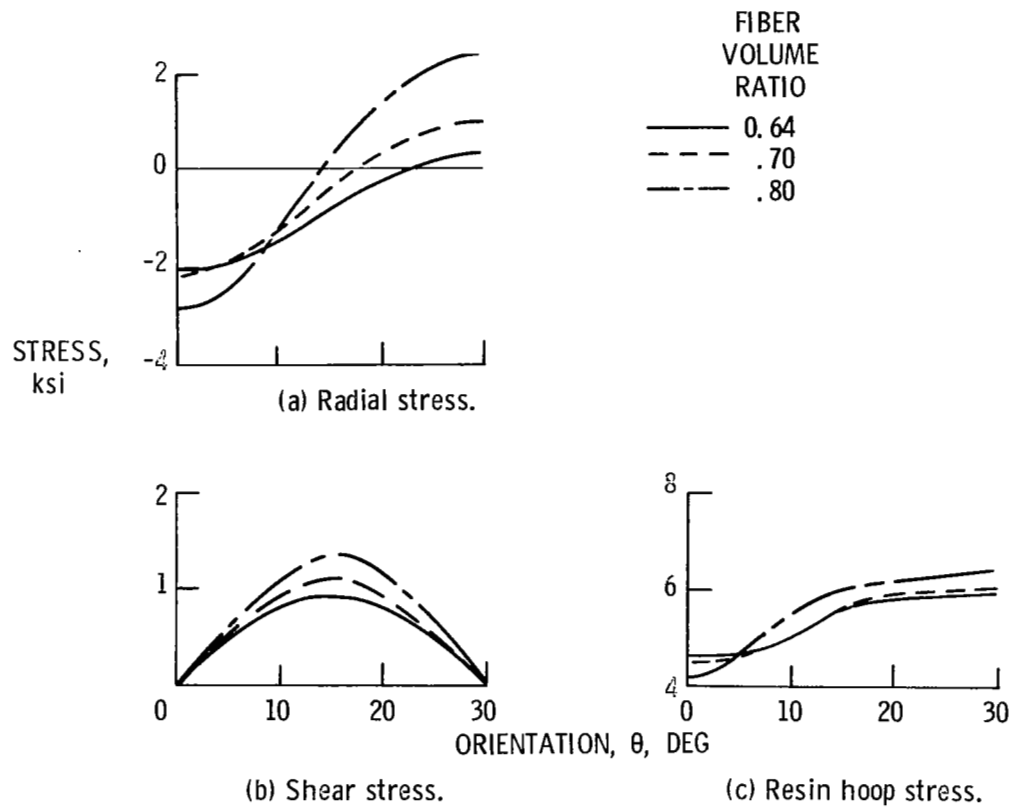 FIBER
VOLUME
RATIO
0.64
.70
.80
2
0
-2
-4
STRESS,
ksi
(a) Radial stress.
2
1
0 10 20 30
8
6
4
0 10 20 30
ORIENTATION, θ, DEG
(b) Shear stress.
(c) Resin hoop stress.